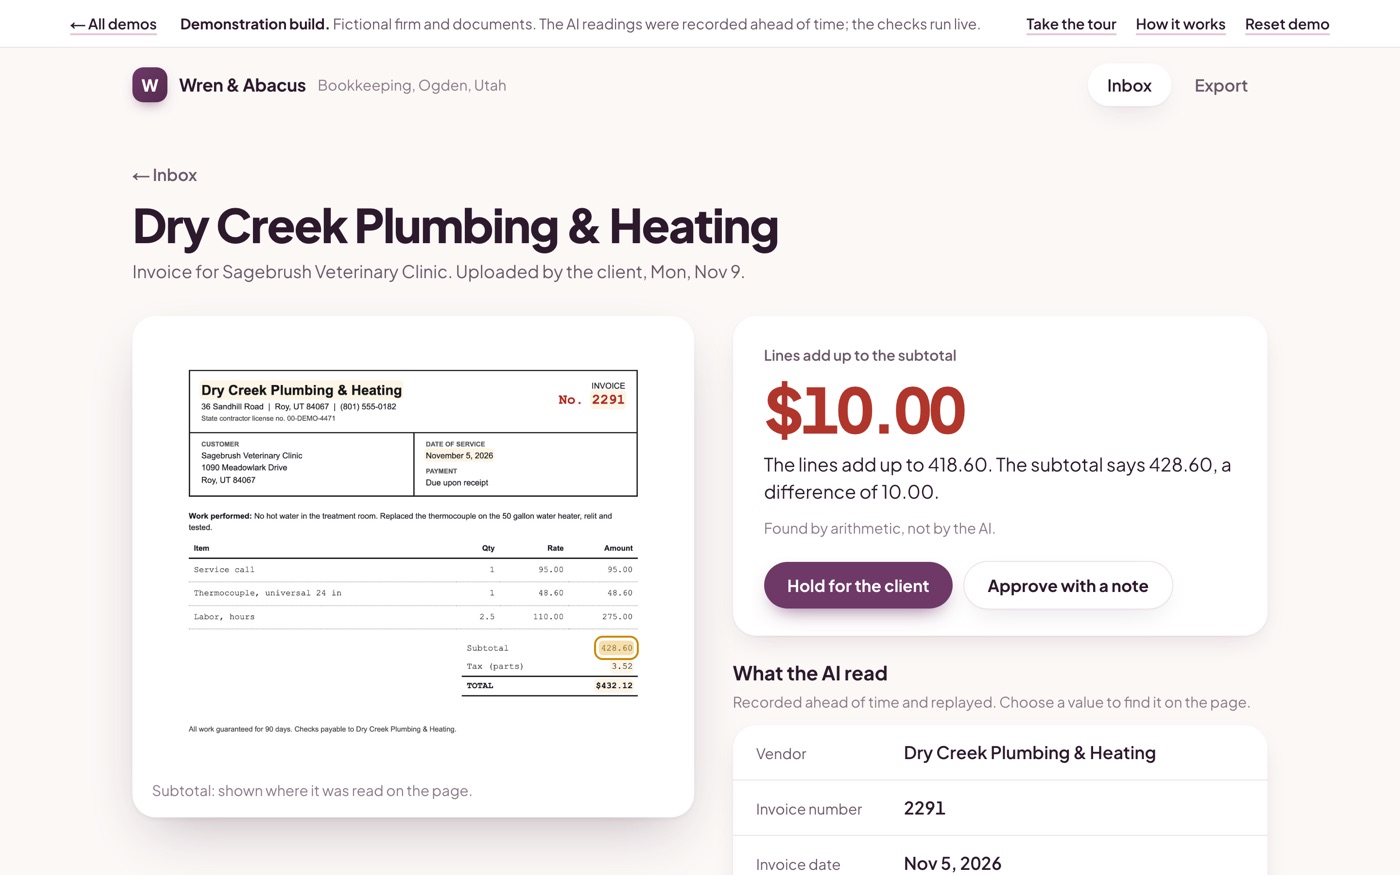 ← All demos Demonstration build. Fictional firm and documents. The AI readings were recorded ahead of time; the checks run live. Take the tour How it works Reset demo
W Wren & Abacus Bookkeeping, Ogden, Utah Inbox Export
← Inbox
Dry Creek Plumbing & Heating
Invoice for Sagebrush Veterinary Clinic. Uploaded by the client, Mon, Nov 9.
Dry Creek Plumbing & Heating
36 Sandhill Road | Roy, UT 84067 | (801) 555-0182
State contractor license no. 00-DEMO-4471
INVOICE
No. 2291
CUSTOMER
Sagebrush Veterinary Clinic
1090 Meadowlark Drive
Roy, UT 84067
DATE OF SERVICE
November 5, 2026
PAYMENT
Due upon receipt
Work performed: No hot water in the treatment room. Replaced the thermocouple on the 50 gallon water heater, relit and
tested.
Item Qty Rate Amount
Service call 1 95.00 95.00
Thermocouple, universal 24 in 1 48.60 48.60
Labor, hours 2.5 110.00 275.00
Subtotal 428.60
Tax (parts) 3.52
TOTAL $432.12
All work guaranteed for 90 days. Checks payable to Dry Creek Plumbing & Heating.
Subtotal: shown where it was read on the page.
Lines add up to the subtotal
$10.00
The lines add up to 418.60. The subtotal says 428.60, a
difference of 10.00.
Found by arithmetic, not by the AI.
Hold for the client Approve with a note
What the AI read
Recorded ahead of time and replayed. Choose a value to find it on the page.
Vendor Dry Creek Plumbing & Heating
Invoice number 2291
Invoice date Nov 5, 2026